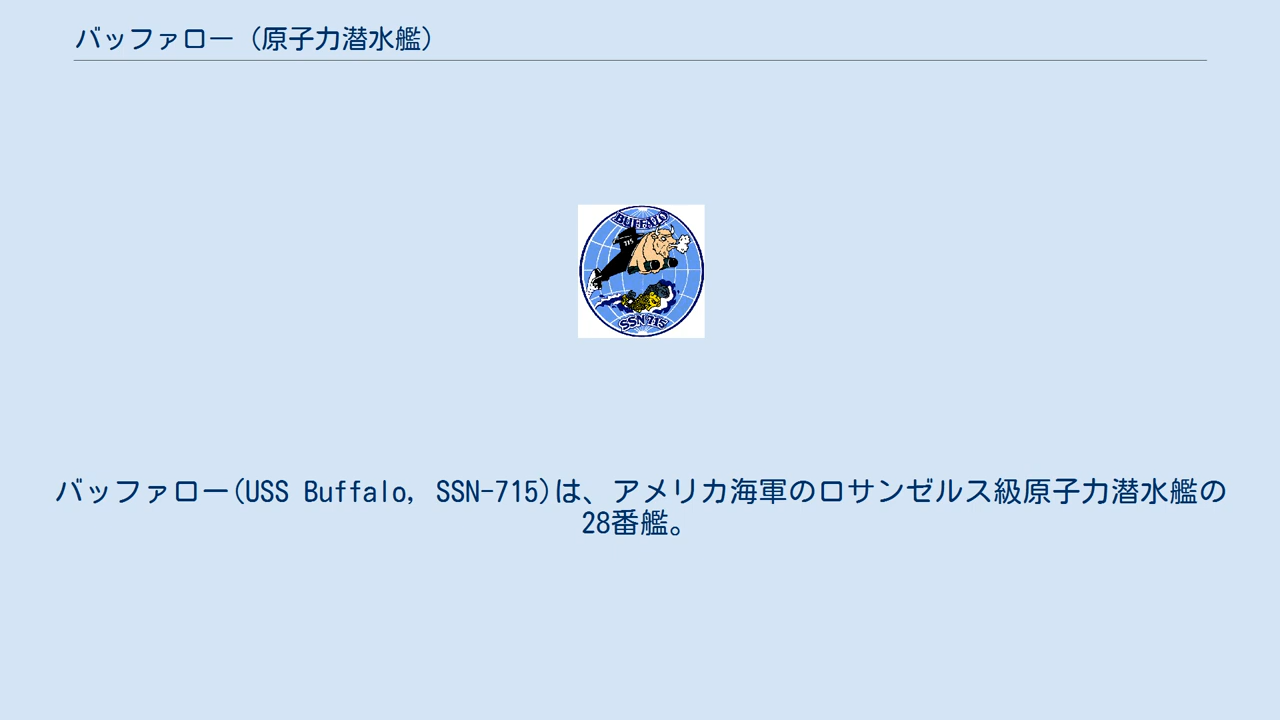 バッファロー (原子力潜水艦)
BUFFALO
715
SSN 715
バッファロー(USS Buffalo, SSN-715)は、アメリカ海軍のロサンゼルス級原子力潜水艦の
28番艦。